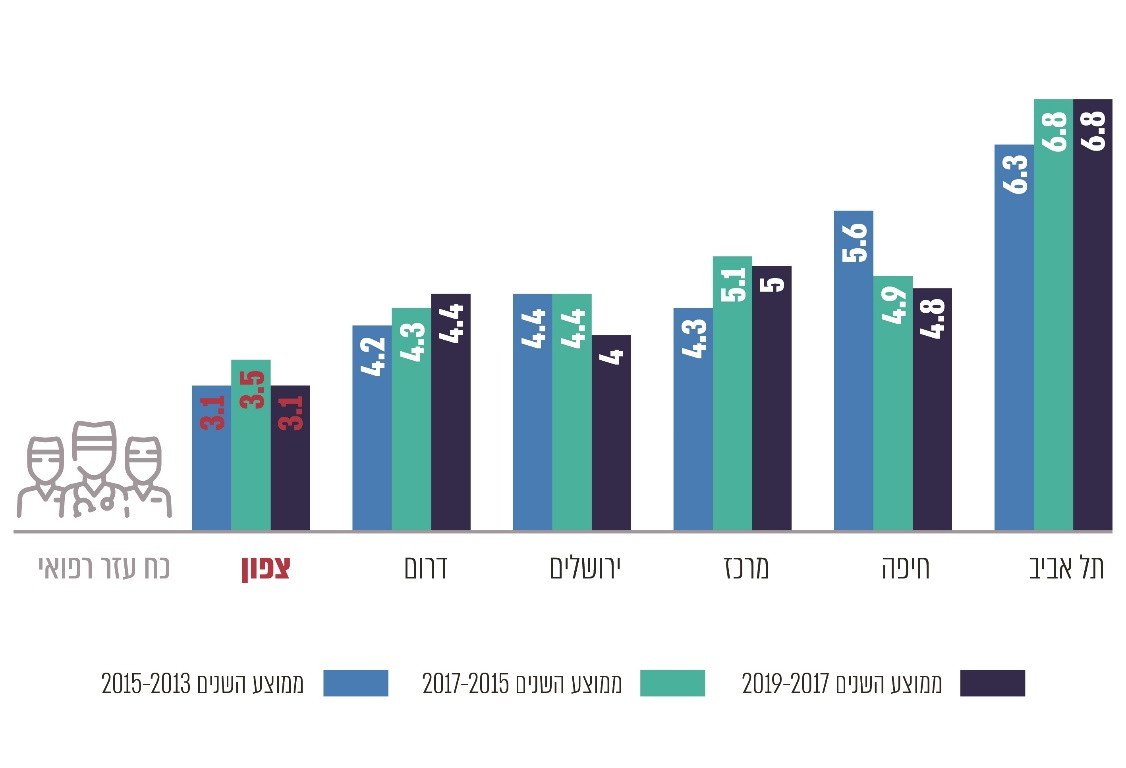 6.8
6.8
6.3
4.8
4.9
5.6
5
5.1
4.3
4
4.4
4.4
4.4
4.3
4.2
3.1
3.5
3.1
תל אביב
חיפה
מרכז
ירושלים
דרום
צפון
כח עזר רפואי
ממוצע השנים 2019-2017
ממוצע השנים 2017-2015
ממוצע השנים 2015-2013